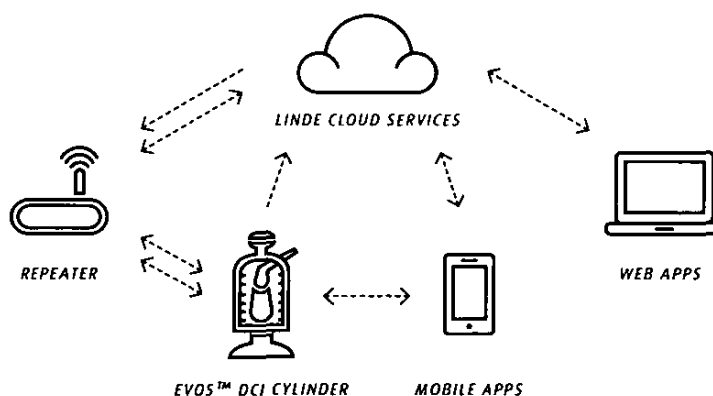 LINDE CLOUD SERVICES
REPEATER
WEB APPS
EVOS™ DCI CYLINDER
MOBILE APPS